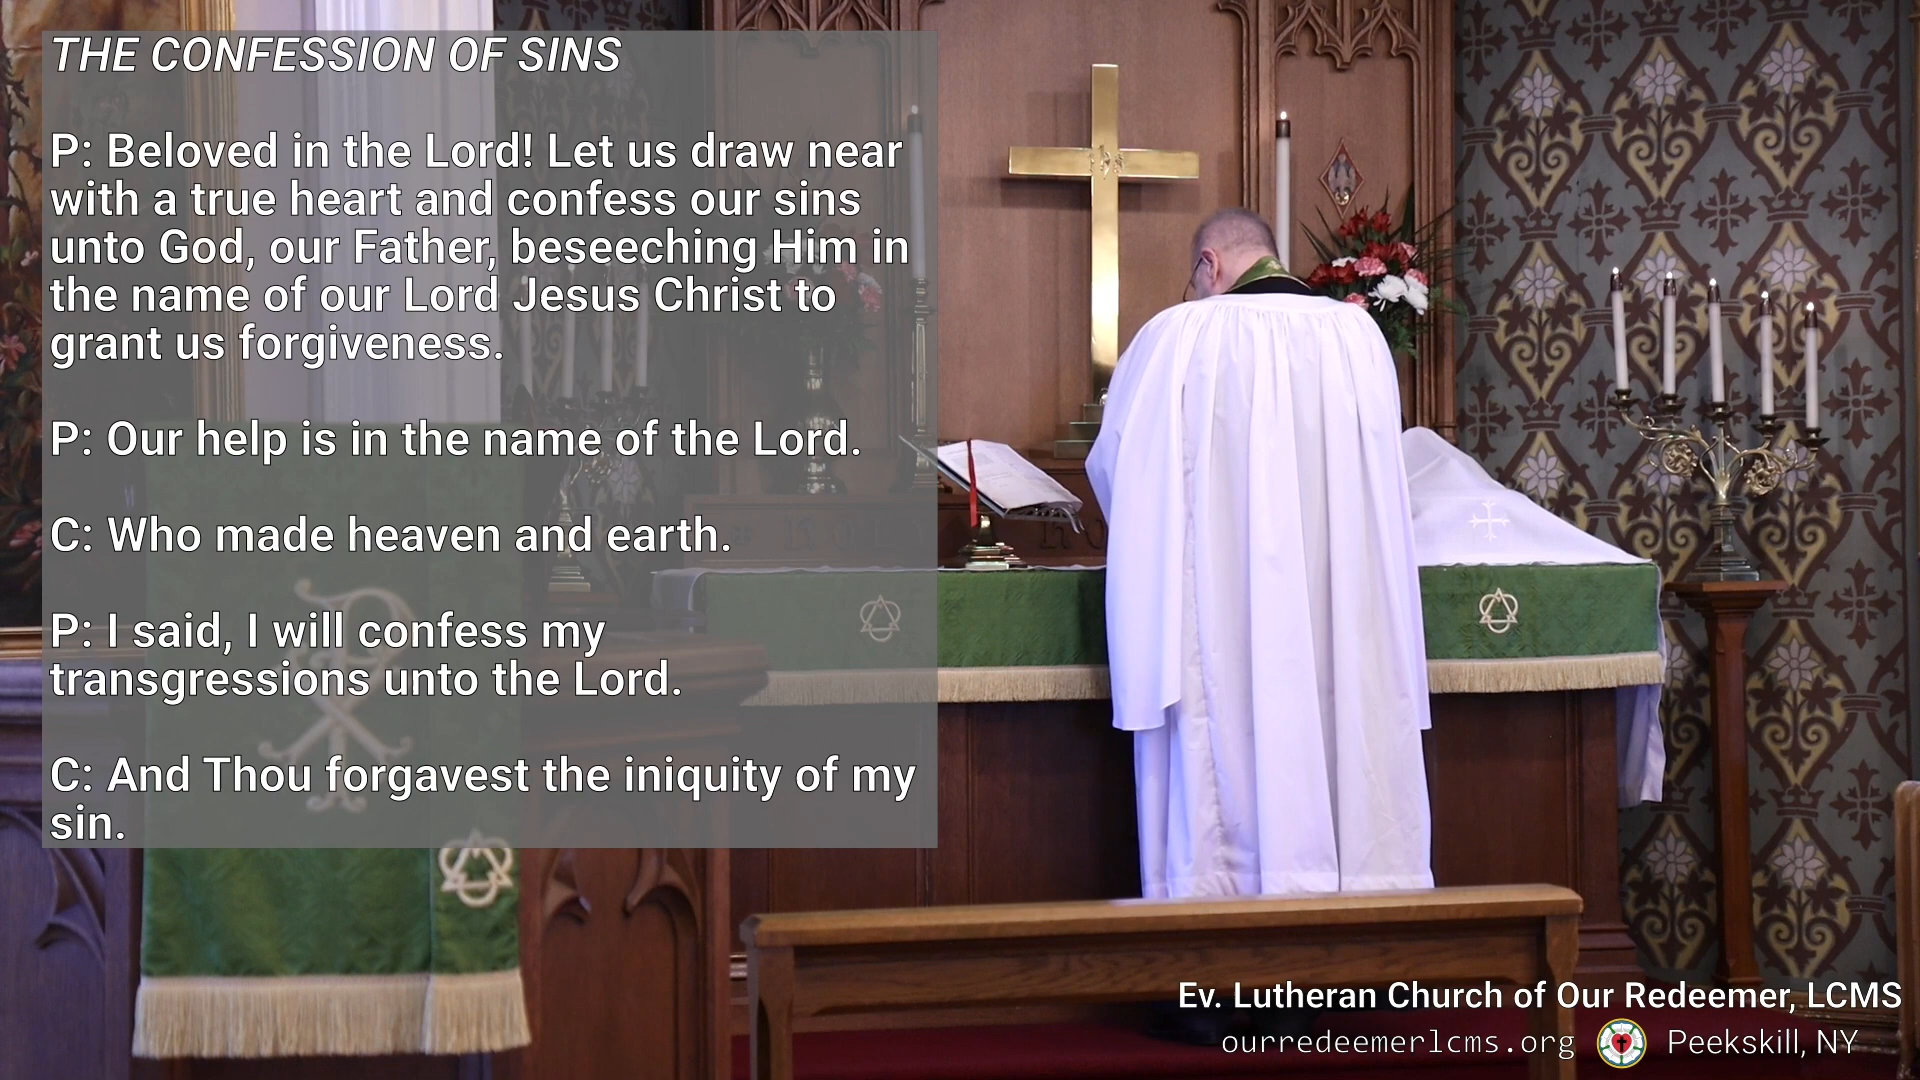 THE CONFESSION OF SINS
P: Beloved in the Lord! Let us draw near
with a true heart and confess our sins
unto God, our Father, beseeching Him in
the name of our Lord Jesus Christ to
grant us forgiveness.
P: Our help is in the name of the Lord.
C: Who made heaven and earth.
P: I said, I will confess my
transgressions unto the Lord.
C: And Thou forgavest the iniquity of my
sin.
Ev. Lutheran Church of Our Redeemer, LCMS
ourredeemerlcms.org Peekskill, NY